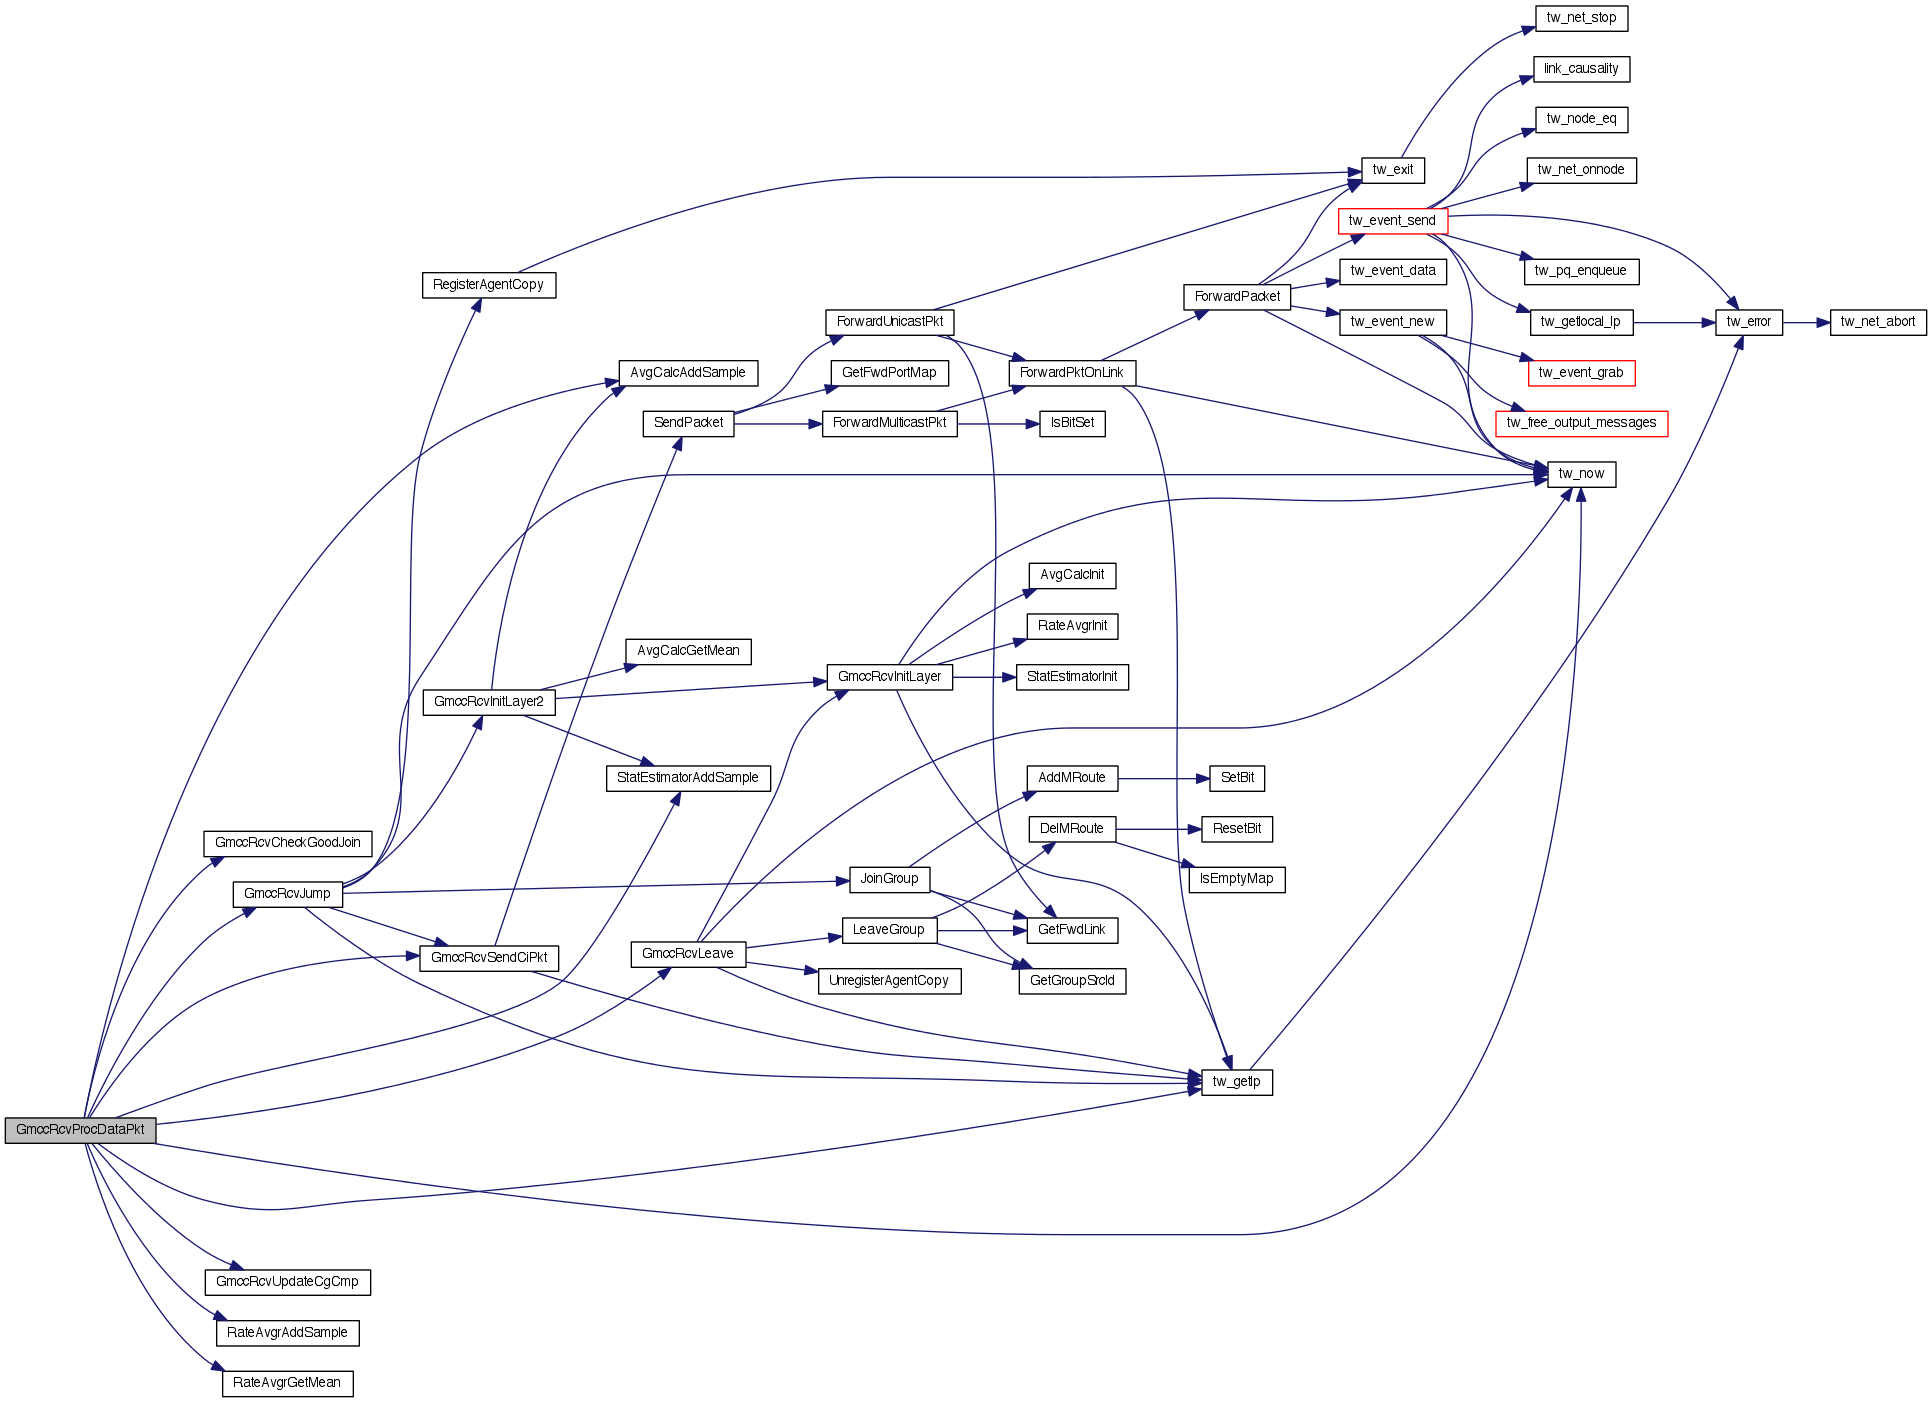 tw_net_stop
link_causality
tw_node_eq
tw_exit
tw_net_onnode
tw_event_send
RegisterAgentCopy
tw_event_data
tw_pq_enqueue
ForwardPacket
ForwardUnicastPkt
tw_event_new
tw_getlocal_lp
tw_error
tw_net_abort
AvgCalcAddSample
GetFwdPortMap
ForwardPktOnLink
tw_event_grab
SendPacket
ForwardMulticastPkt
IsBitSet
tw_free_output_messages
tw_now
AvgCalcInit
RateAvgrInit
AvgCalcGetMean
GmccRcvInitLayer
StatEstimatorInit
GmccRcvInitLayer2
StatEstimatorAddSample
AddMRoute
SetBit
DelMRoute
ResetBit
GmccRcvCheckGoodJoin
GmccRcvJump
JoinGroup
IsEmptyMap
LeaveGroup
GetFwdLink
GmccRcvSendCiPkt
GmccRcvLeave
UnregisterAgentCopy
GetGroupSrcId
tw_getlp
GmccRcvProcDataPkt
GmccRcvUpdateCgCmp
RateAvgrAddSample
RateAvgrGetMean